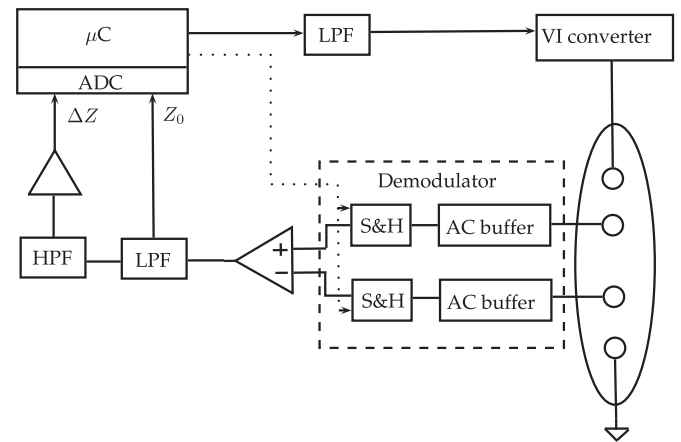 μC
LPF
VI converter
ADC
ΔZ
Z₀
Demodulator
S&H
AC buffer
+
HPF
LPF
−
S&H
AC buffer